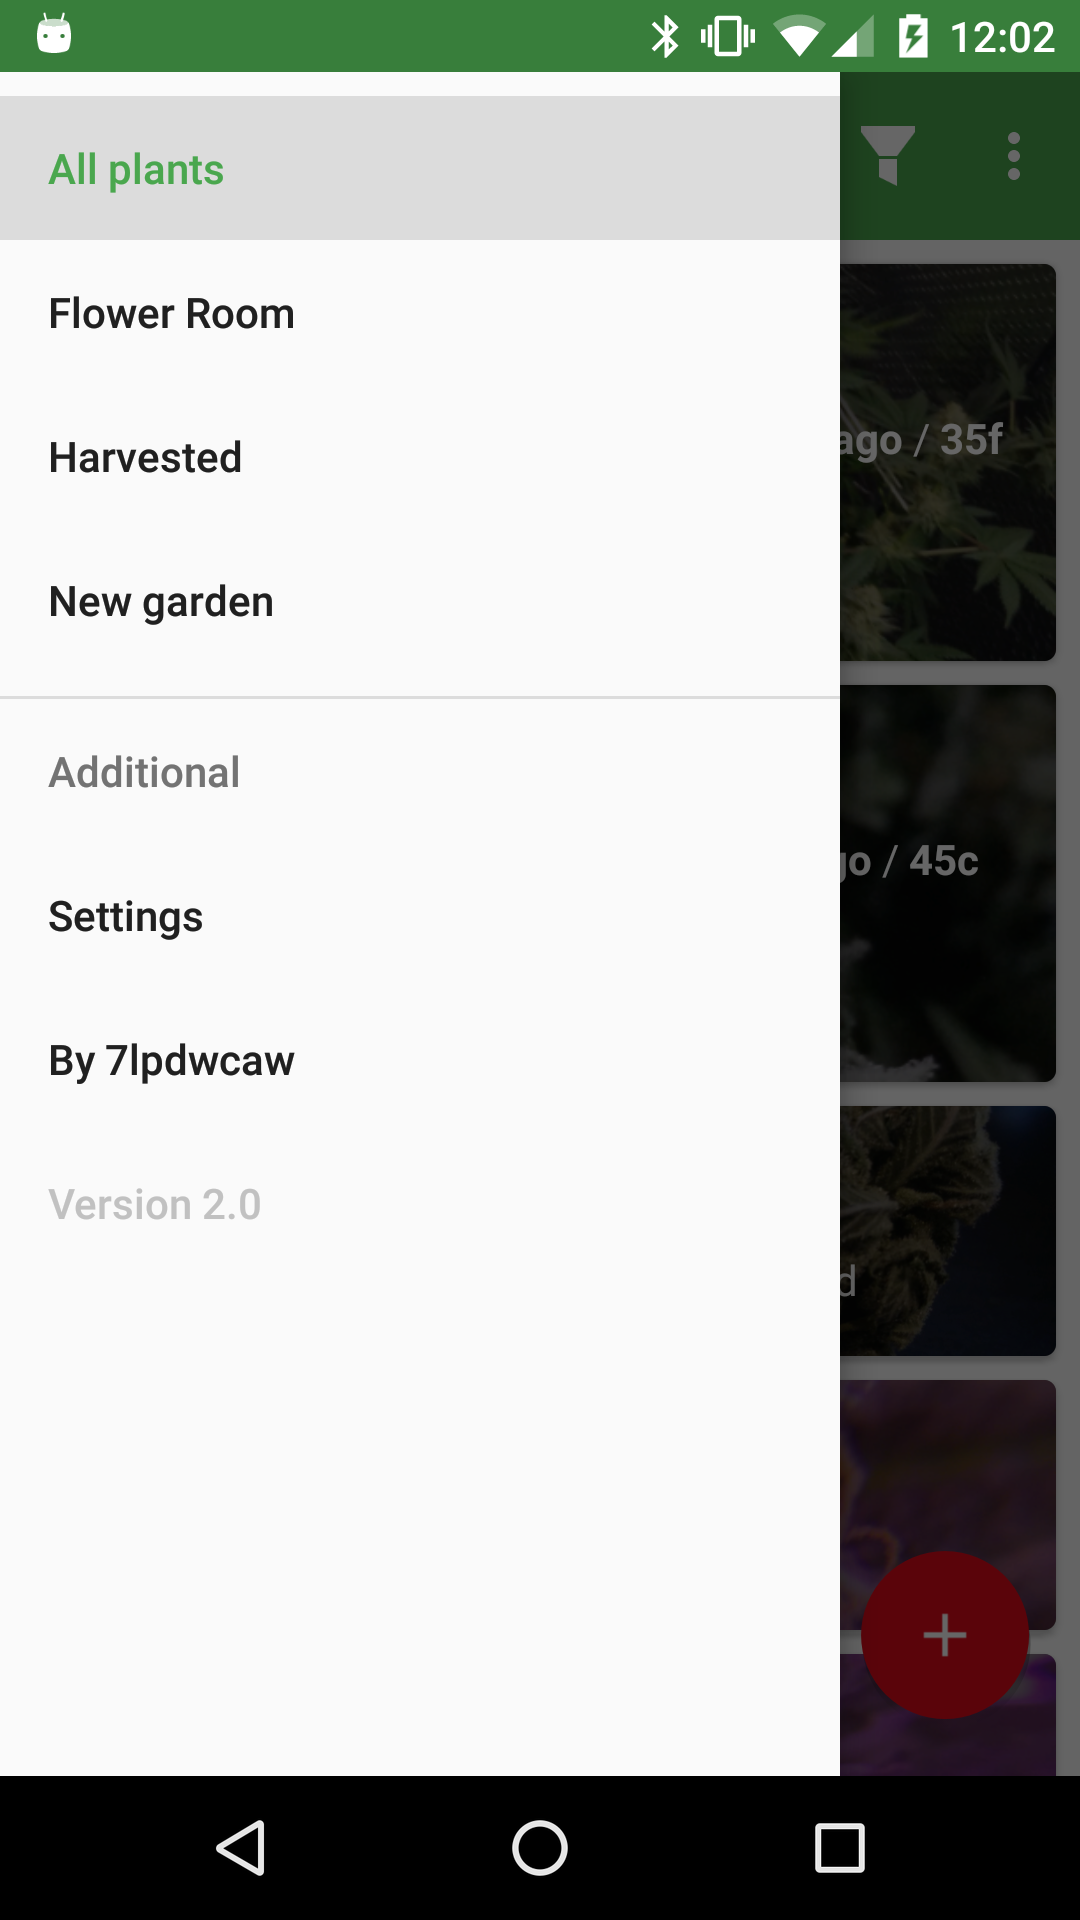 12:02
All plants
Flower Room
Harvested
New garden
Additional
Settings
By 7lpdwcaw
Version 2.0
ago / 35f
go / 45c
d